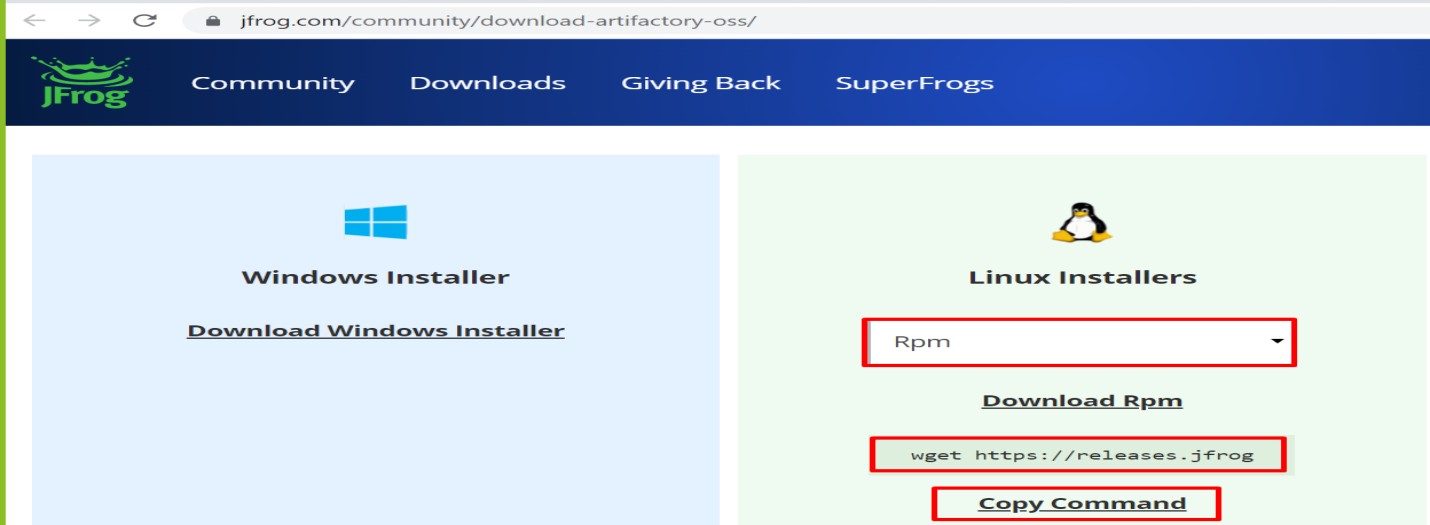 jfrog.com/community/download-artifactory-oss/
JFrog
Community Downloads Giving Back SuperFrogs
Windows Installer
Download Windows Installer
Linux Installers
Rpm
Download Rpm
wget https://releases.jfrog
Copy Command